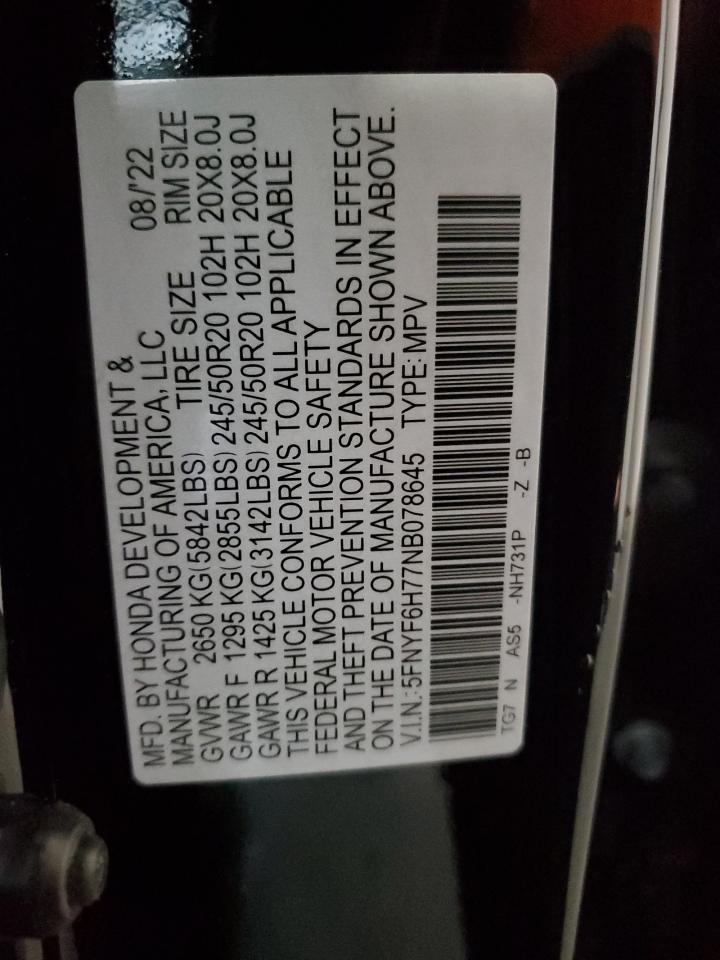 MFD. BY HONDA DEVELOPMENT &
MANUFACTURING OF AMERICA, LLC 08/'22
GVWR 2650 KG(5842LBS) TIRE SIZE RIM SIZE
GAWR F 1295 KG(2855LBS) 245/50R20 102H 20X8.0J
GAWR R 1425 KG(3142LBS) 245/50R20 102H 20X8.0J
THIS VEHICLE CONFORMS TO ALL APPLICABLE
FEDERAL MOTOR VEHICLE SAFETY
AND THEFT PREVENTION STANDARDS IN EFFECT
ON THE DATE OF MANUFACTURE SHOWN ABOVE.
V.I.N.: 5FNYF6H77NB078645 TYPE: MPV
TG7 N AS5 -NH731P -Z -B